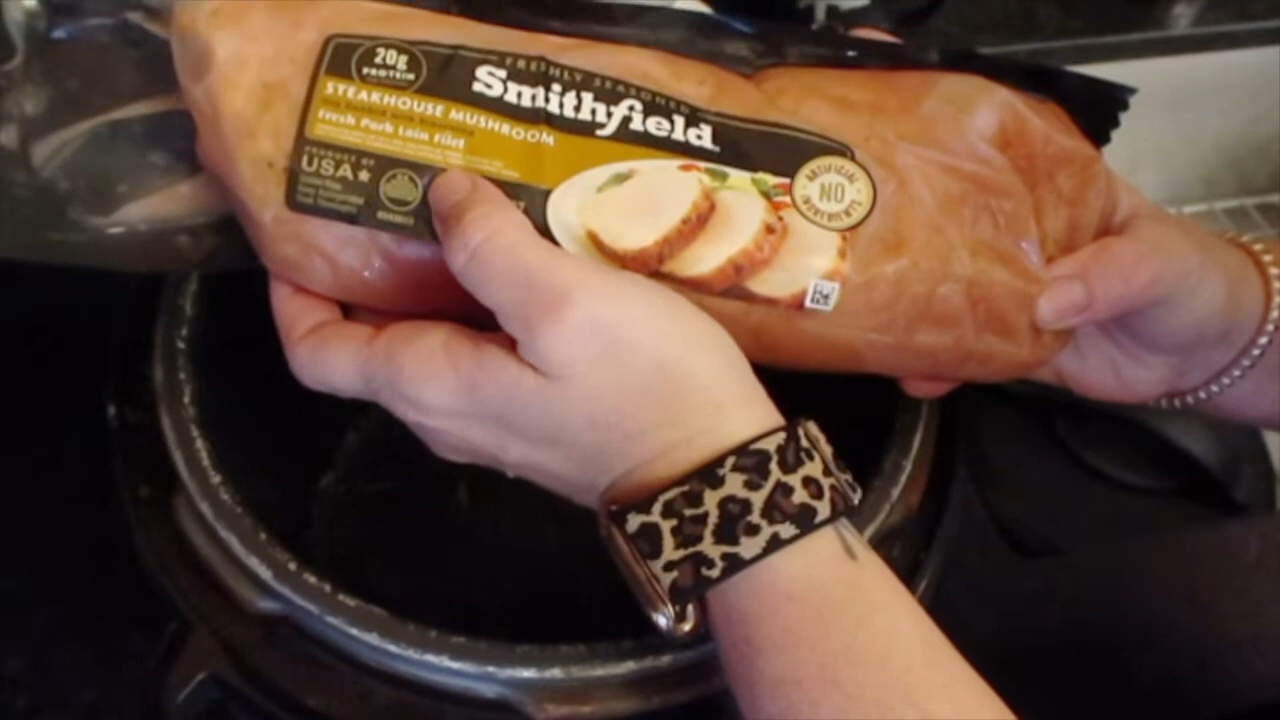 20g
PROTEIN
FRESHLY SEASONED
Smithfield
STEAKHOUSE MUSHROOM
Fresh Pork Loin Filet
PRODUCT OF
USA
NO
ARTIFICIAL
INGREDIENTS